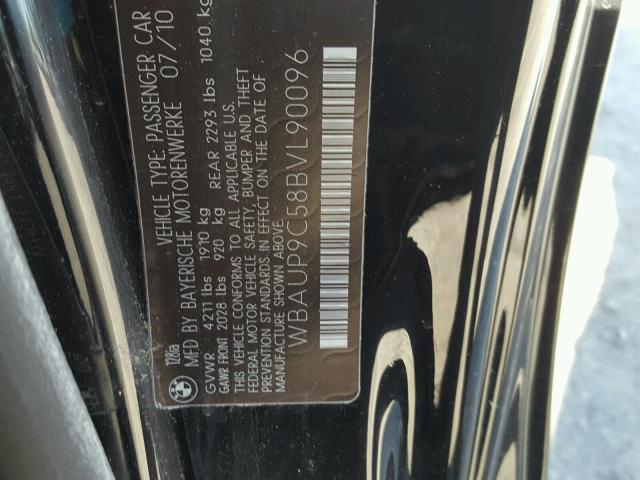 128ia
VEHICLE TYPE: PASSENGER CAR
MFD BY BAYERISCHE MOTORENWERKE 07/10
GVWR 4211 lbs 1910 kg
GAWR FRONT 2028 lbs 920 kg REAR 2293 lbs 1040 kg
THIS VEHICLE CONFORMS TO ALL APPLICABLE U.S.
FEDERAL MOTOR VEHICLE SAFETY, BUMPER AND THEFT
PREVENTION STANDARDS IN EFFECT ON THE DATE OF
MANUFACTURE SHOWN ABOVE.
WBAUP9C58BVL90096